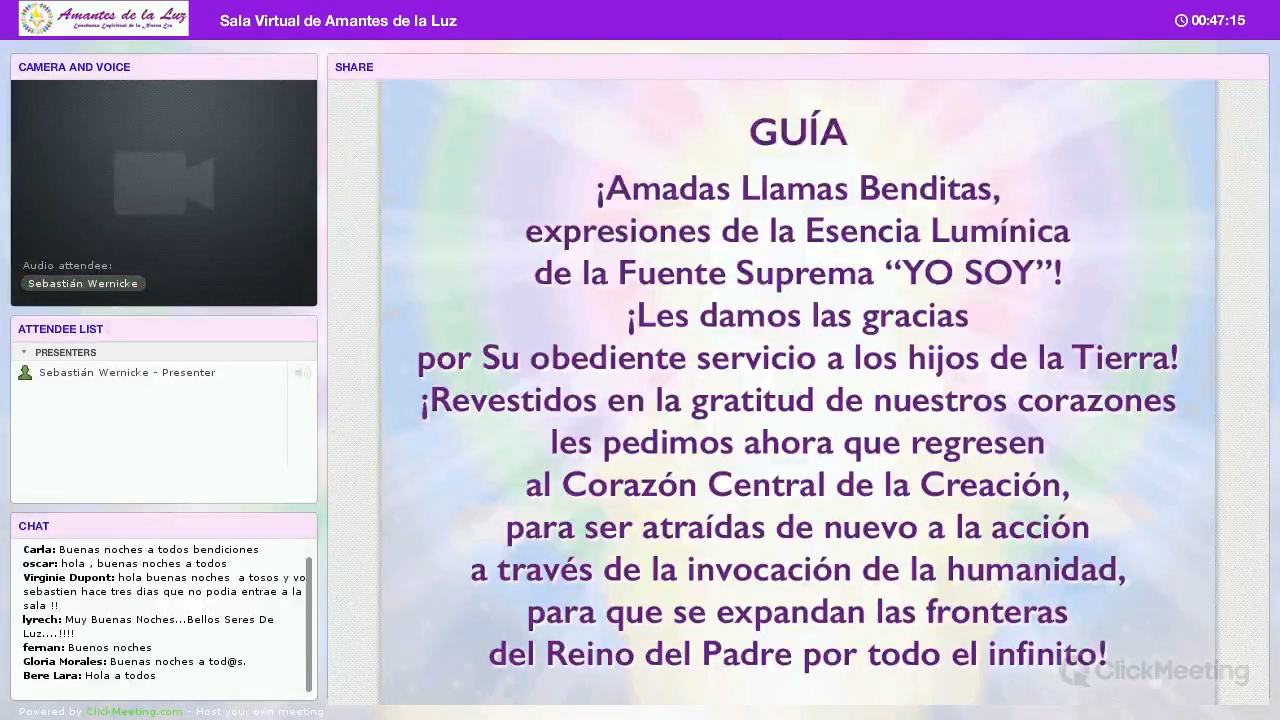 Amantes de la Luz
Enseñanza Espiritual de la Nueva Era
Sala Virtual de Amantes de la Luz
00:47:15
CAMERA AND VOICE
Audio attendee:
Sebastián Wernicke
ATTENDEE LIST
PRESENTERS
Sebastián Wernicke - Presenter
CHAT
Carla: Buenas noches a todos bendiciones
oscar: hola , buenas noches a todos
Virginie Dupont: hola buenas noches a tosos y vo
sebastien hace tres dias que no podia entrae a la
sala !!
lyrech: Muy Buenas Noches...Bellos Seres De
Luz....!!!!
fernan: Buenos noches
Gloria Morales: Buenas noches a tod@s.
Bere Lara: Hola a todos
Powered by ClickMeeting.com - Host your own meeting
SHARE
GUÍA
¡Amadas Llamas Benditas,
expresiones de la Esencia Lumínica
de la Fuente Suprema “YO SOY”!
¡Les damos las gracias
por Su obediente servicio a los hijos de la Tierra!
¡Revestidos en la gratitud de nuestros corazones
les pedimos ahora que regresen
al Corazón Central de la Creación,
para ser atraídas de nuevo a la acción
a través de la invocación de la humanidad,
para que se expandan las fronteras
del Reino del Padre por todo el infinito!
ClickMeeting